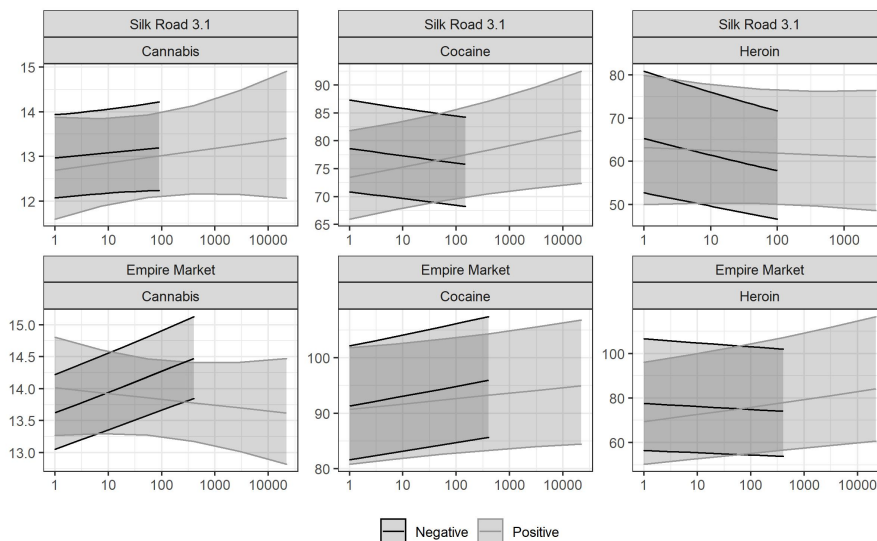 Silk Road 3.1 Silk Road 3.1 Silk Road 3.1
Cannabis Cocaine Heroin
15 90 80
14 85 70
13 80 60
12 75 50
70
65
1 10 100 1000 10000 1 10 100 1000 10000 1 10 100 1000
Empire Market Empire Market Empire Market
Cannabis Cocaine Heroin
15.0 100 100
14.5 90 80
14.0 80 60
13.5
13.0
1 10 100 1000 10000 1 10 100 1000 10000 1 10 100 1000 10000
Negative Positive